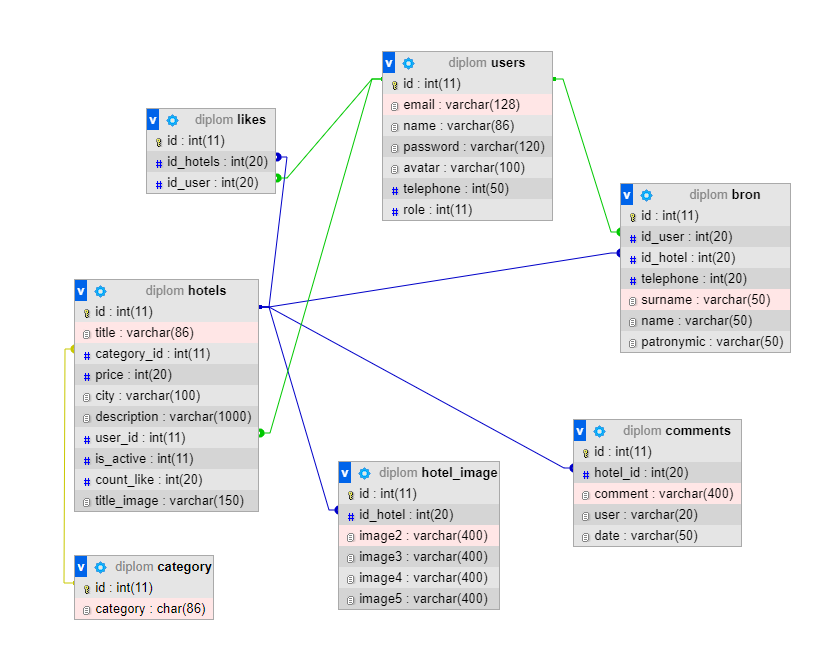 v diplom users
id : int(11)
email : varchar(128)
name : varchar(86)
password : varchar(120)
avatar : varchar(100)
# telephone : int(50)
# role : int(11)
v diplom likes
id : int(11)
# id_hotels : int(20)
# id_user : int(20)
v diplom bron
id : int(11)
# id_user : int(20)
# id_hotel : int(20)
# telephone : int(20)
surname : varchar(50)
name : varchar(50)
patronymic : varchar(50)
v diplom hotels
id : int(11)
title : varchar(86)
# category_id : int(11)
# price : int(20)
city : varchar(100)
description : varchar(1000)
# user_id : int(11)
# is_active : int(11)
# count_like : int(20)
title_image : varchar(150)
v diplom comments
id : int(11)
# hotel_id : int(20)
comment : varchar(400)
user : varchar(20)
date : varchar(50)
v diplom hotel_image
id : int(11)
# id_hotel : int(20)
image2 : varchar(400)
image3 : varchar(400)
image4 : varchar(400)
image5 : varchar(400)
v diplom category
id : int(11)
category : char(86)